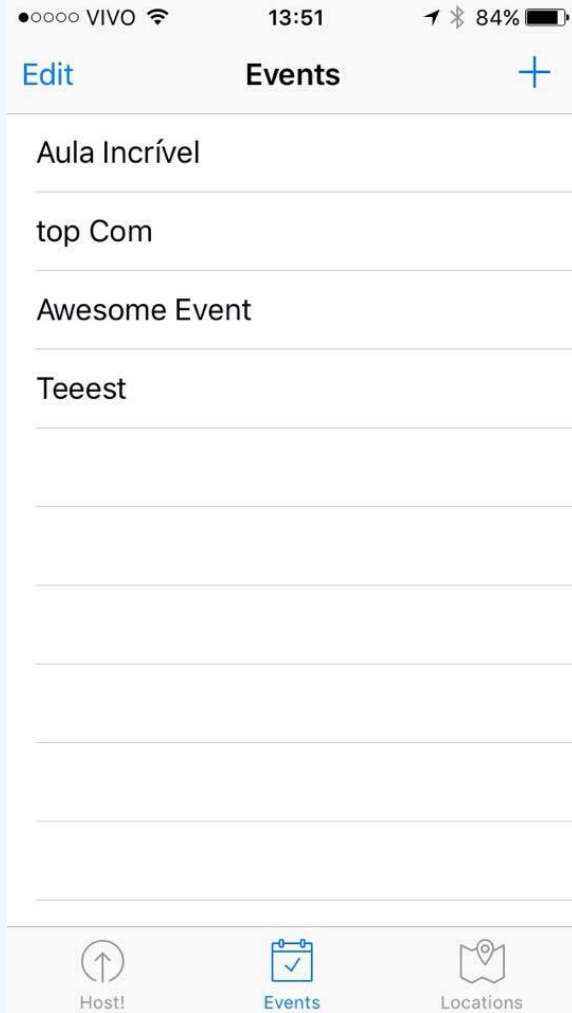 VIVO 13:51 84%
Edit Events +
Aula Incrível
top Com
Awesome Event
Teeest
Host! Events Locations